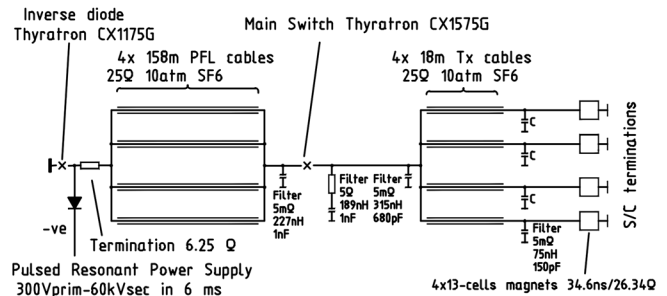 Inverse diode
Thyratron CX1175G
Main Switch Thyratron CX1575G
4x 158m PFL cables
25Ω 10atm SF6
4x 18m Tx cables
25Ω 10atm SF6
C
C
C
Filter
5mΩ
227nH
1nF
Filter
5Ω
189nH
1nF
Filter
5mΩ
315nH
680pF
Filter
5mΩ
75nH
150pF
S/C terminations
-ve
Termination 6.25 Ω
Pulsed Resonant Power Supply
300Vprim-60kVsec in 6 ms
4x13-cells magnets 34.6ns/26.34Ω